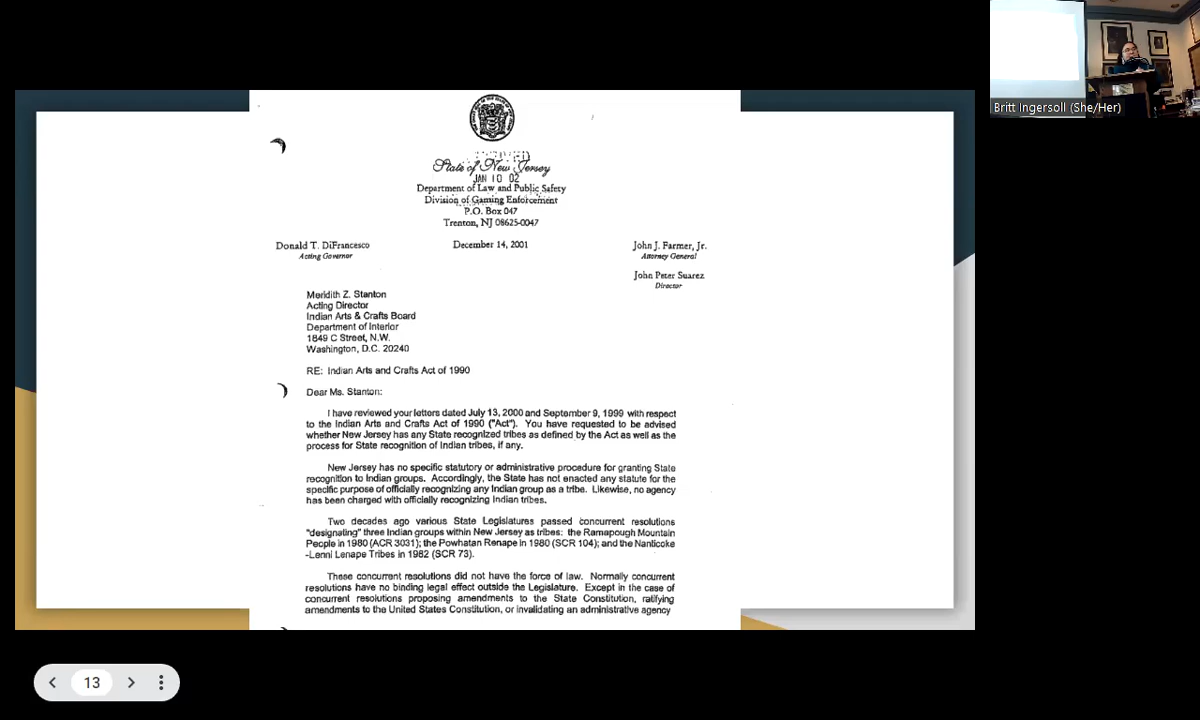 Britt Ingersoll (She/Her)
State of New Jersey
JAN 10 02
Department of Law and Public Safety
Division of Gaming Enforcement
P.O. Box 047
Trenton, NJ 08625-0047
Donald T. DiFrancesco
Acting Governor
December 14, 2001
John J. Farmer, Jr.
Attorney General
John Peter Suarez
Director
Meridith Z. Stanton
Acting Director
Indian Arts & Crafts Board
Department of Interior
1849 C Street, N.W.
Washington, D.C. 20240
RE: Indian Arts and Crafts Act of 1990
Dear Ms. Stanton:
I have reviewed your letters dated July 13, 2000 and September 9, 1999 with respect
to the Indian Arts and Crafts Act of 1990 ("Act"). You have requested to be advised
whether New Jersey has any State recognized tribes as defined by the Act as well as the
process for State recognition of Indian tribes, if any.
New Jersey has no specific statutory or administrative procedure for granting State
recognition to Indian groups. Accordingly, the State has not enacted any statute for the
specific purpose of officially recognizing any Indian group as a tribe. Likewise, no agency
has been charged with officially recognizing Indian tribes.
Two decades ago various State Legislatures passed concurrent resolutions
"designating" three Indian groups within New Jersey as tribes: the Ramapough Mountain
People in 1980 (ACR 3031); the Powhatan Renape in 1980 (SCR 104); and the Nanticoke
-Lenni Lenape Tribes in 1982 (SCR 73).
These concurrent resolutions did not have the force of law. Normally concurrent
resolutions have no binding legal effect outside the Legislature. Except in the case of
concurrent resolutions proposing amendments to the State Constitution, ratifying
amendments to the United States Constitution, or invalidating an administrative agency
13